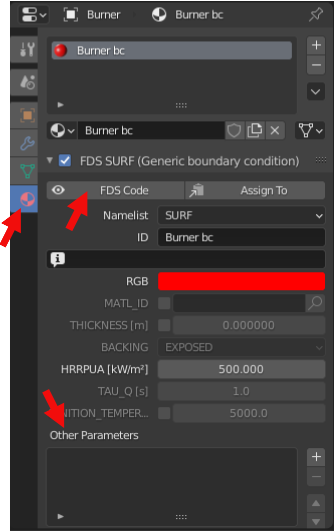 Burner Burner bc
Burner bc
Burner bc
FDS SURF (Generic boundary condition)
FDS Code Assign To
Namelist SURF
ID Burner bc
RGB
MATL_ID
THICKNESS [m] 0.000000
BACKING EXPOSED
HRRPUA [kW/m²] 500.000
TAU_Q [s] 1.0
NITION_TEMPER... 5000.0
Other Parameters